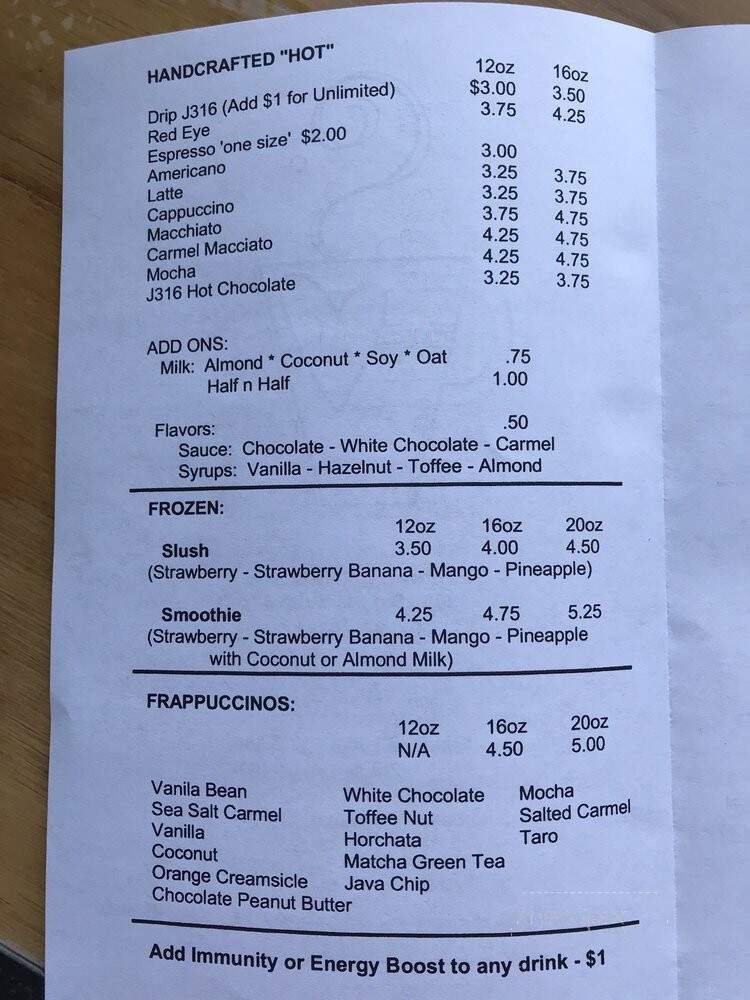 HANDCRAFTED "HOT" 12oz 16oz
Drip J316 (Add $1 for Unlimited) $3.00 3.50
Red Eye 3.75 4.25
Espresso 'one size' $2.00
Americano 3.00
Latte 3.25 3.75
Cappuccino 3.25 3.75
Macchiato 3.75 4.75
Carmel Macciato 4.25 4.75
Mocha 4.25 4.75
J316 Hot Chocolate 3.25 3.75
ADD ONS:
Milk: Almond * Coconut * Soy * Oat .75
Half n Half 1.00
Flavors: .50
Sauce: Chocolate - White Chocolate - Carmel
Syrups: Vanilla - Hazelnut - Toffee - Almond
FROZEN:
12oz 16oz 20oz
Slush 3.50 4.00 4.50
(Strawberry - Strawberry Banana - Mango - Pineapple)
Smoothie 4.25 4.75 5.25
(Strawberry - Strawberry Banana - Mango - Pineapple
with Coconut or Almond Milk)
FRAPPUCCINOS:
12oz 16oz 20oz
N/A 4.50 5.00
Vanila Bean White Chocolate Mocha
Sea Salt Carmel Toffee Nut Salted Carmel
Vanilla Horchata Taro
Coconut Matcha Green Tea
Orange Creamsicle Java Chip
Chocolate Peanut Butter
Add Immunity or Energy Boost to any drink - $1